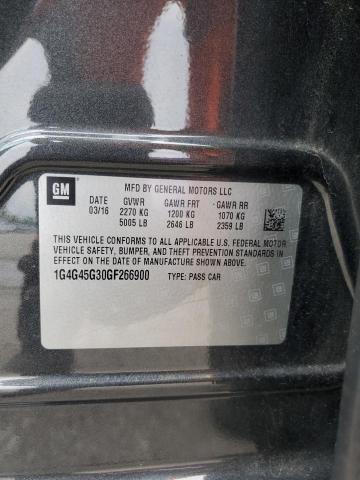 GM
MFD BY GENERAL MOTORS LLC
DATE GVWR GAWR FRT GAWR RR
03/16 2270 KG 1200 KG 1070 KG
5005 LB 2646 LB 2359 LB
THIS VEHICLE CONFORMS TO ALL APPLICABLE U.S. FEDERAL MOTOR
VEHICLE SAFETY, BUMPER, AND THEFT PREVENTION STANDARDS IN
EFFECT ON THE DATE OF MANUFACTURE SHOWN ABOVE.
1G4G45G30GF266900 TYPE: PASS CAR